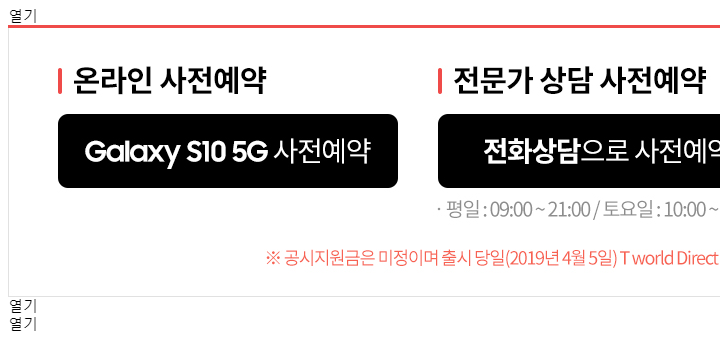 열기
온라인 사전예약
전문가 상담 사전예약
Galaxy S10 5G 사전예약
전화상담으로 사전예
· 평일 : 09:00 ~ 21:00 / 토요일 : 10:00 ~
※ 공시지원금은 미정이며 출시 당일(2019년 4월 5일) T world Direct
열기
열기